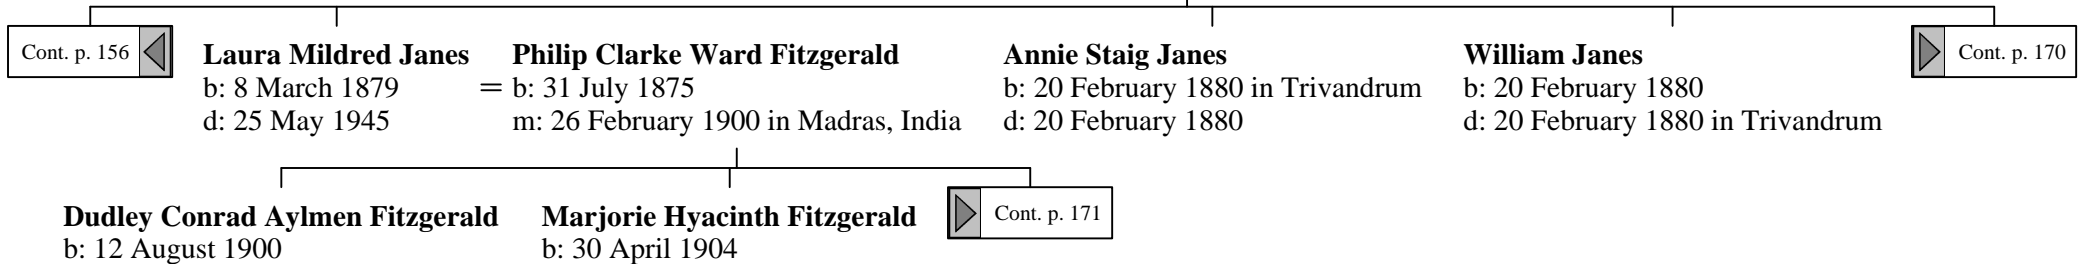 Cont. p. 156
Laura Mildred Janes
b: 8 March 1879
d: 25 May 1945
=
Philip Clarke Ward Fitzgerald
b: 31 July 1875
m: 26 February 1900 in Madras, India
Annie Staig Janes
b: 20 February 1880 in Trivandrum
d: 20 February 1880
William Janes
b: 20 February 1880
d: 20 February 1880 in Trivandrum
Cont. p. 170
Dudley Conrad Aylmen Fitzgerald
b: 12 August 1900
Marjorie Hyacinth Fitzgerald
b: 30 April 1904
Cont. p. 171